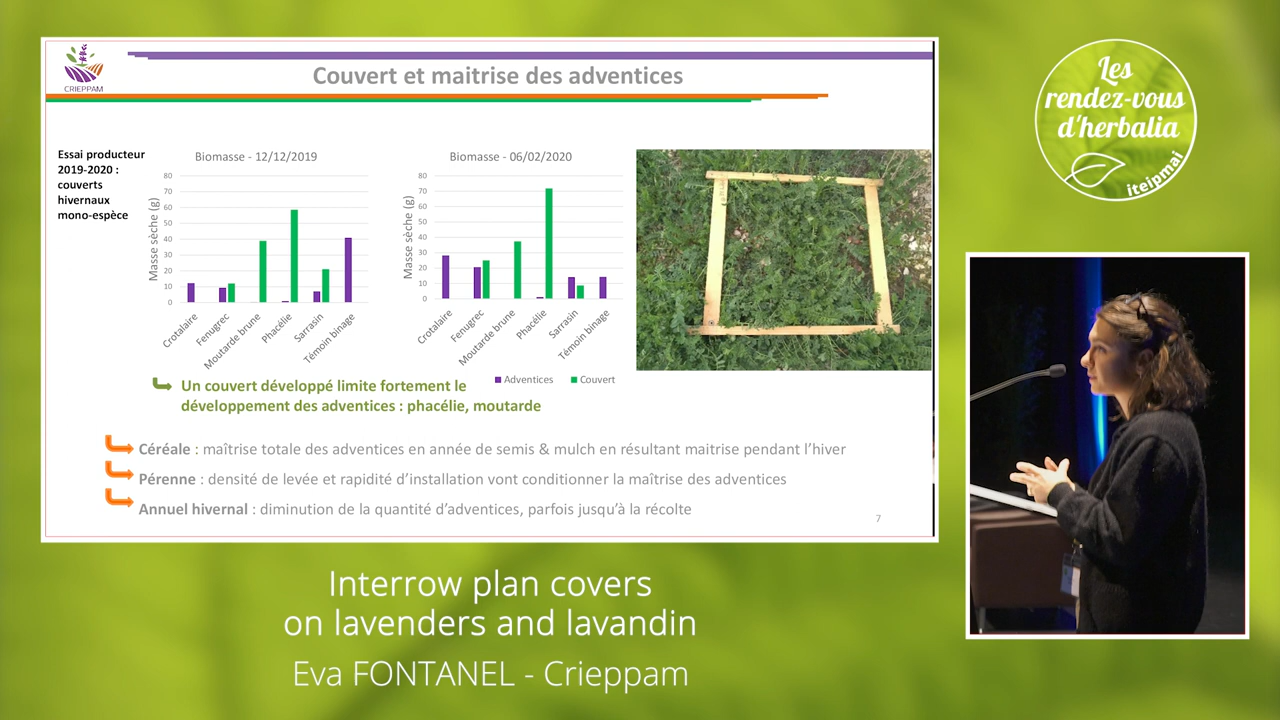 CRIEPPAM
Couvert et maitrise des adventices
Essai producteur
2019-2020 :
couverts
hivernaux
mono-espèce
Biomasse - 12/12/2019
Masse sèche (g)
80
70
60
50
40
30
20
10
0
Crotalaire
Fenugrec
Moutarde brune
Phacélie
Sarrasin
Témoin binage
Biomasse - 06/02/2020
Masse sèche (g)
80
70
60
50
40
30
20
10
0
Crotalaire
Fenugrec
Moutarde brune
Phacélie
Sarrasin
Témoin binage
Adventices
Couvert
Un couvert développé limite fortement le
développement des adventices : phacélie, moutarde
Céréale : maîtrise totale des adventices en année de semis & mulch en résultant maitrise pendant l'hiver
Pérenne : densité de levée et rapidité d'installation vont conditionner la maîtrise des adventices
Annuel hivernal : diminution de la quantité d'adventices, parfois jusqu'à la récolte
7
Les
rendez-vous
d'herbalia
iteipmai
Interrow plan covers
on lavenders and lavandin
Eva FONTANEL - Crieppam